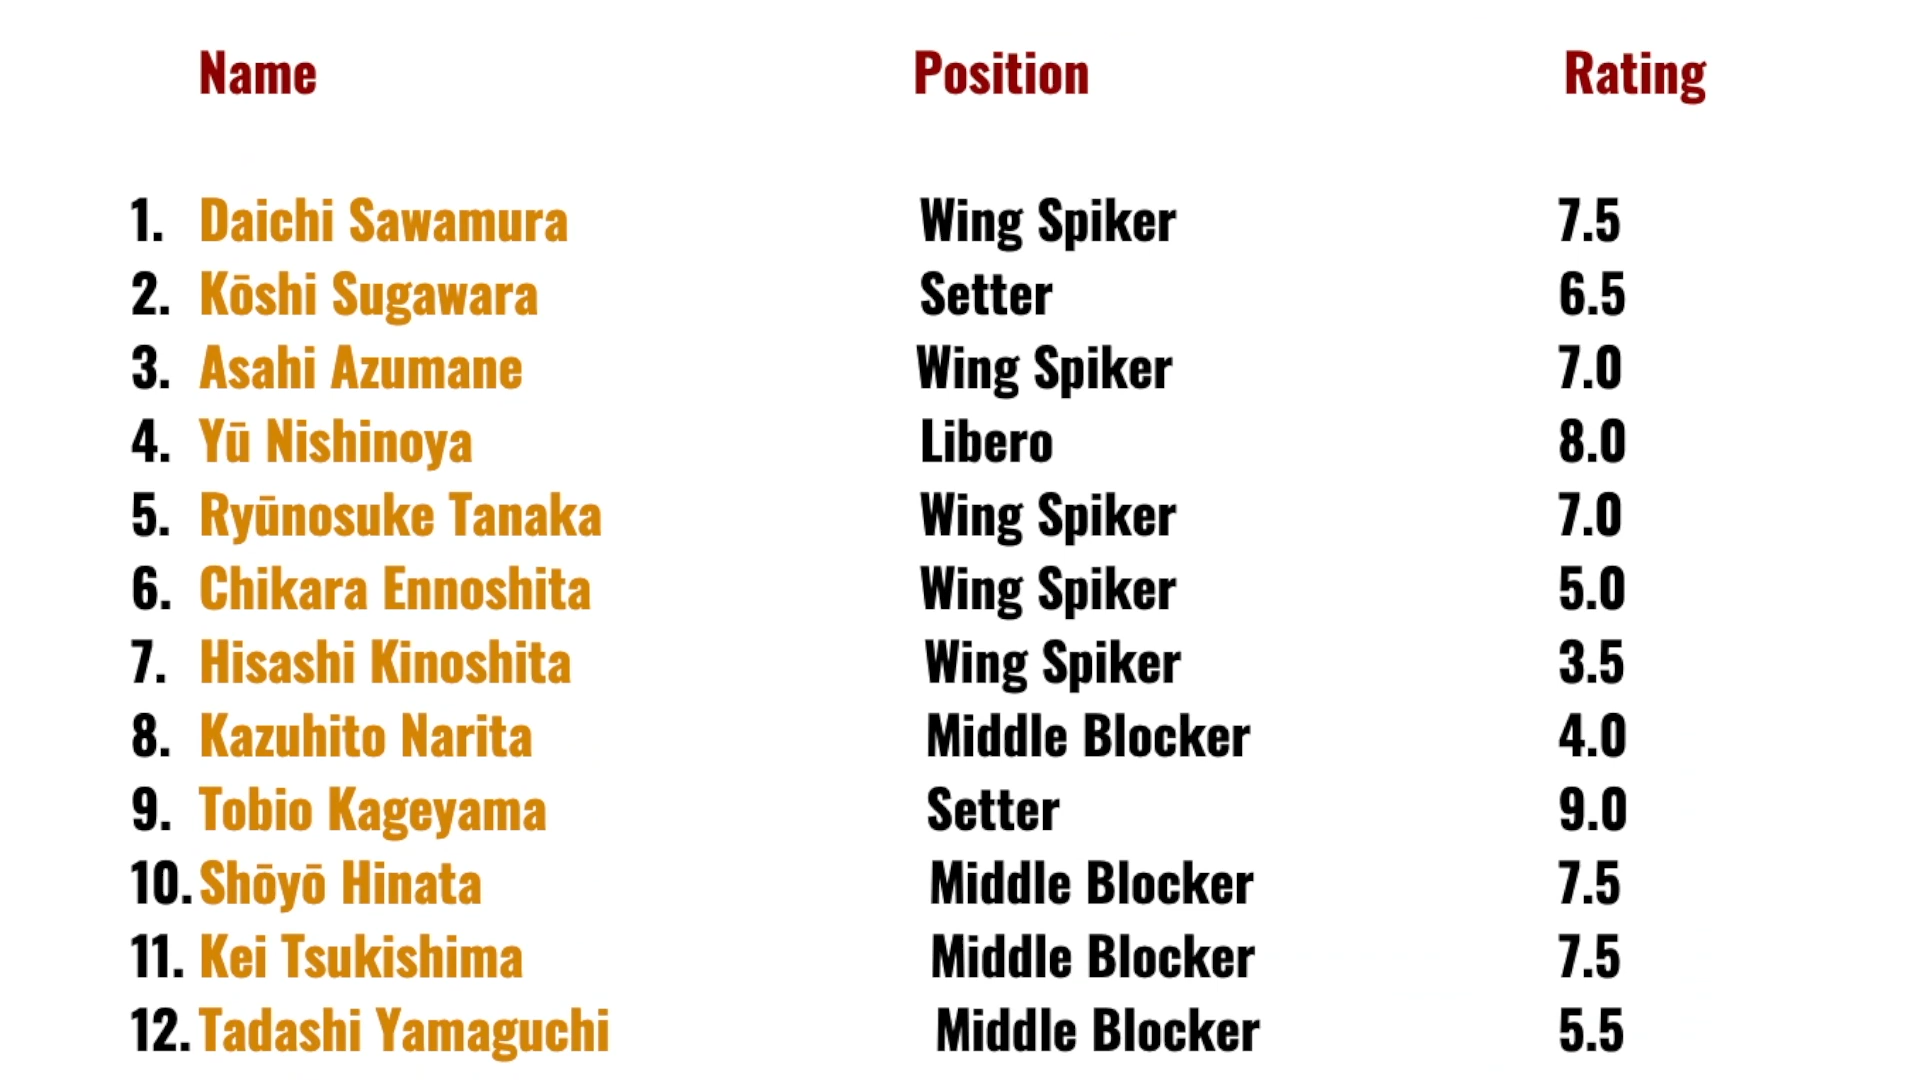 Name Position Rating
1. Daichi Sawamura Wing Spiker 7.5
2. Kōshi Sugawara Setter 6.5
3. Asahi Azumane Wing Spiker 7.0
4. Yū Nishinoya Libero 8.0
5. Ryūnosuke Tanaka Wing Spiker 7.0
6. Chikara Ennoshita Wing Spiker 5.0
7. Hisashi Kinoshita Wing Spiker 3.5
8. Kazuhito Narita Middle Blocker 4.0
9. Tobio Kageyama Setter 9.0
10. Shōyō Hinata Middle Blocker 7.5
11. Kei Tsukishima Middle Blocker 7.5
12. Tadashi Yamaguchi Middle Blocker 5.5